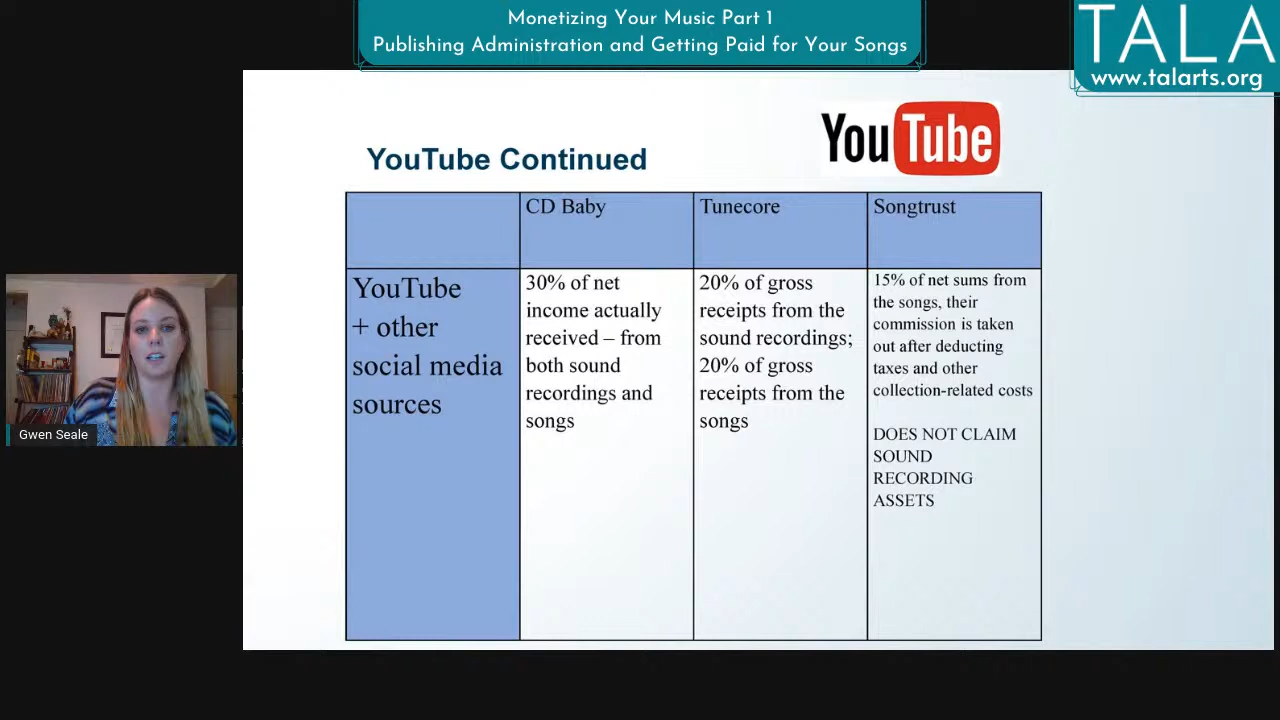 Monetizing Your Music Part 1
Publishing Administration and Getting Paid for Your Songs
TALA
www.talarts.org
YouTube Continued
YouTube
CD Baby
Tunecore
Songtrust
YouTube
+ other
social media
sources
30% of net
income actually
received – from
both sound
recordings and
songs
20% of gross
receipts from the
sound recordings;
20% of gross
receipts from the
songs
15% of net sums from
the songs, their
commission is taken
out after deducting
taxes and other
collection-related costs
DOES NOT CLAIM
SOUND
RECORDING
ASSETS
Gwen Seale